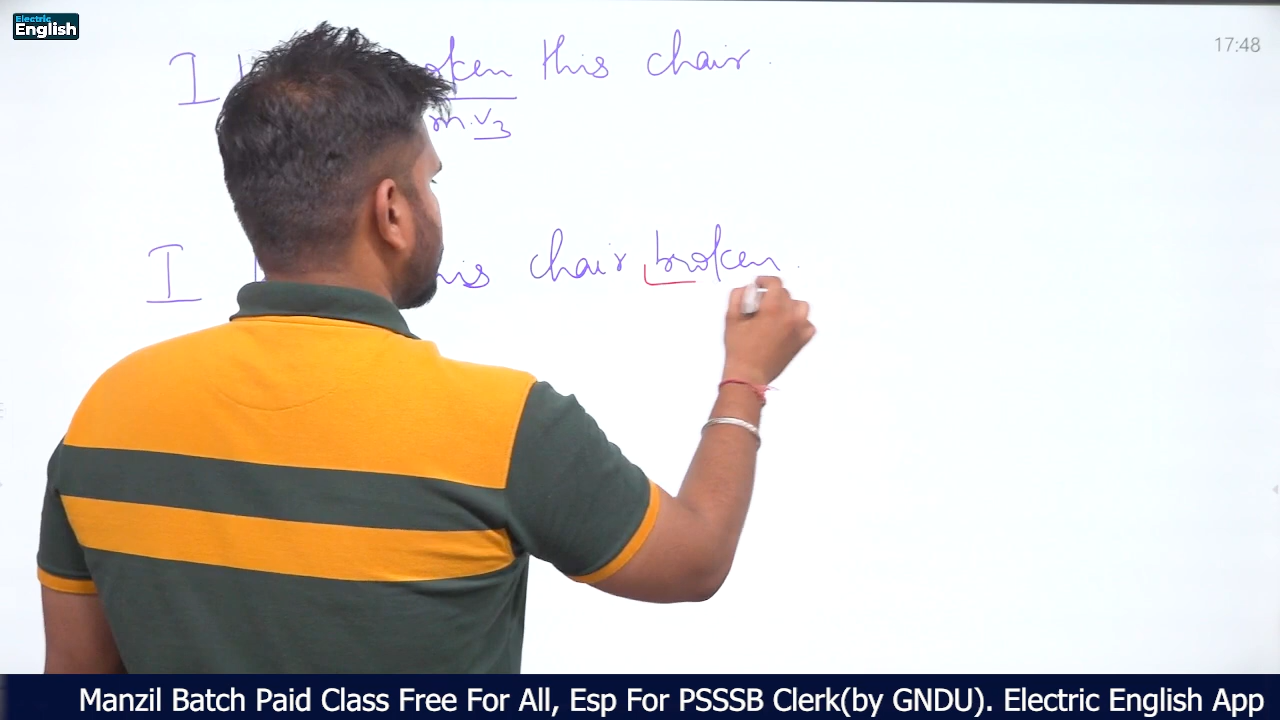 Electric
English
17:48
I this chair.
m.v3
I chair broken.
Manzil Batch Paid Class Free For All, Esp For PSSSB Clerk(by GNDU). Electric English App